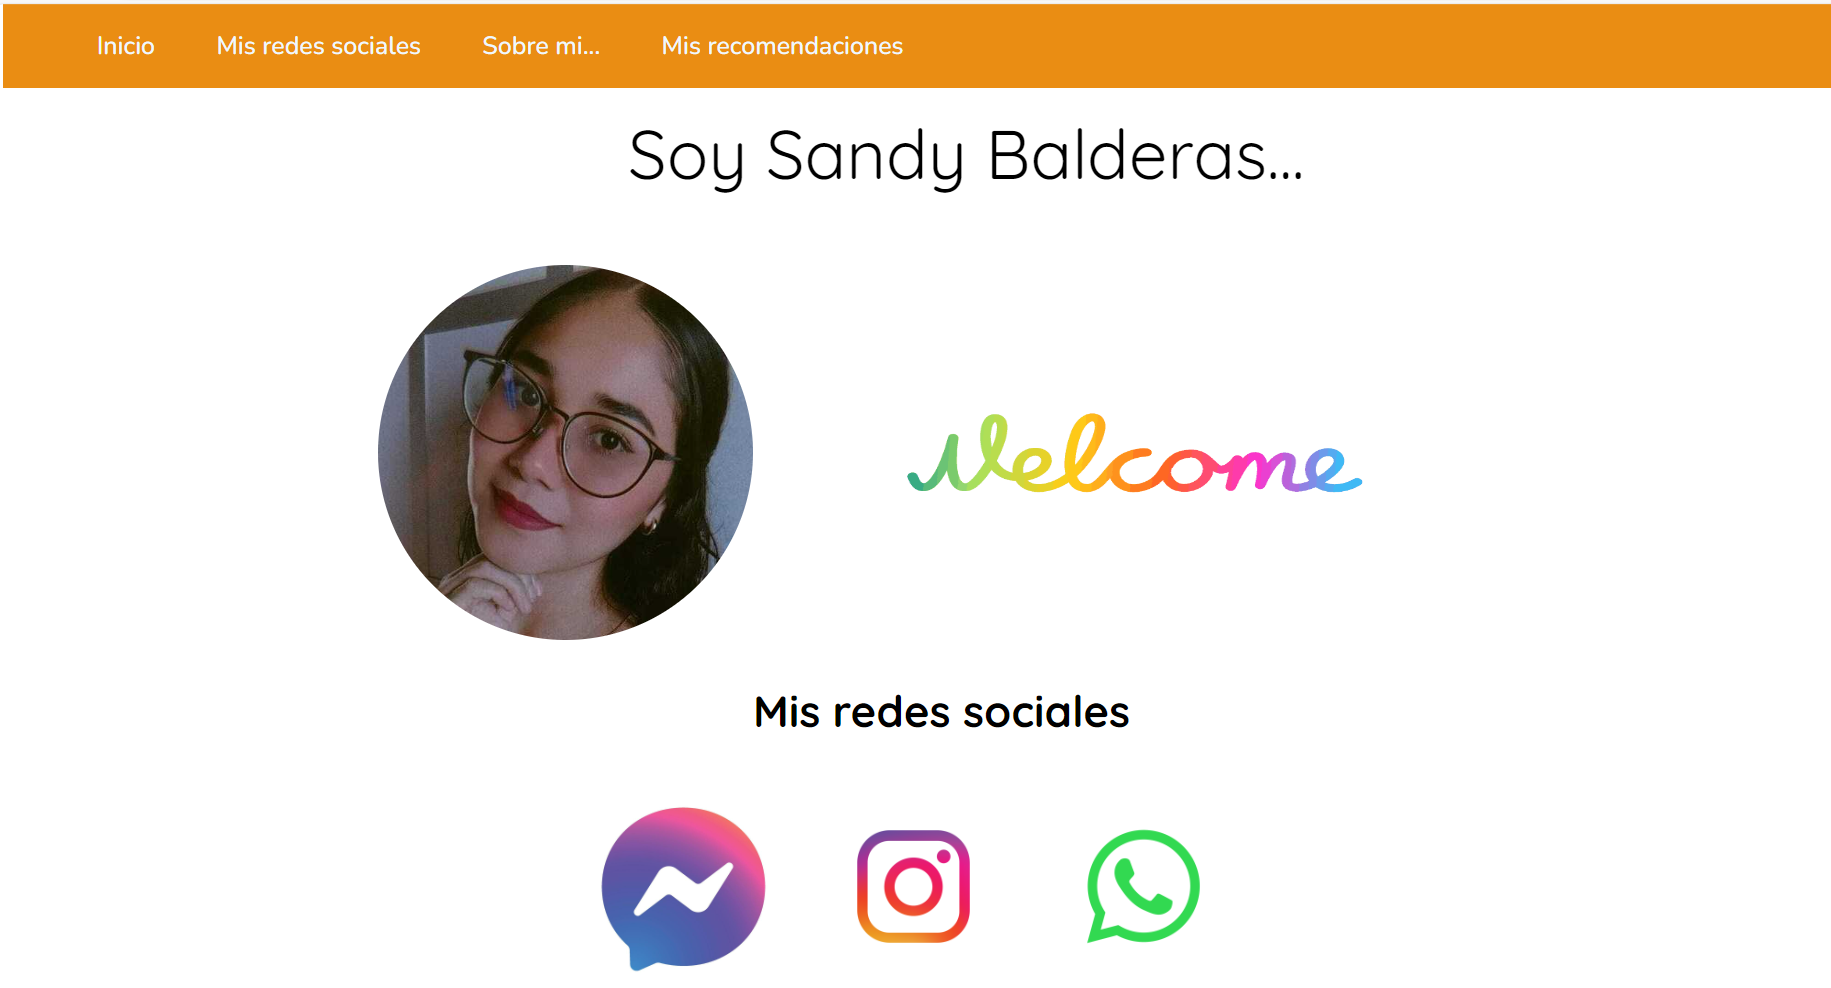 Inicio Mis redes sociales Sobre mi... Mis recomendaciones
Soy Sandy Balderas...
Welcome
Mis redes sociales